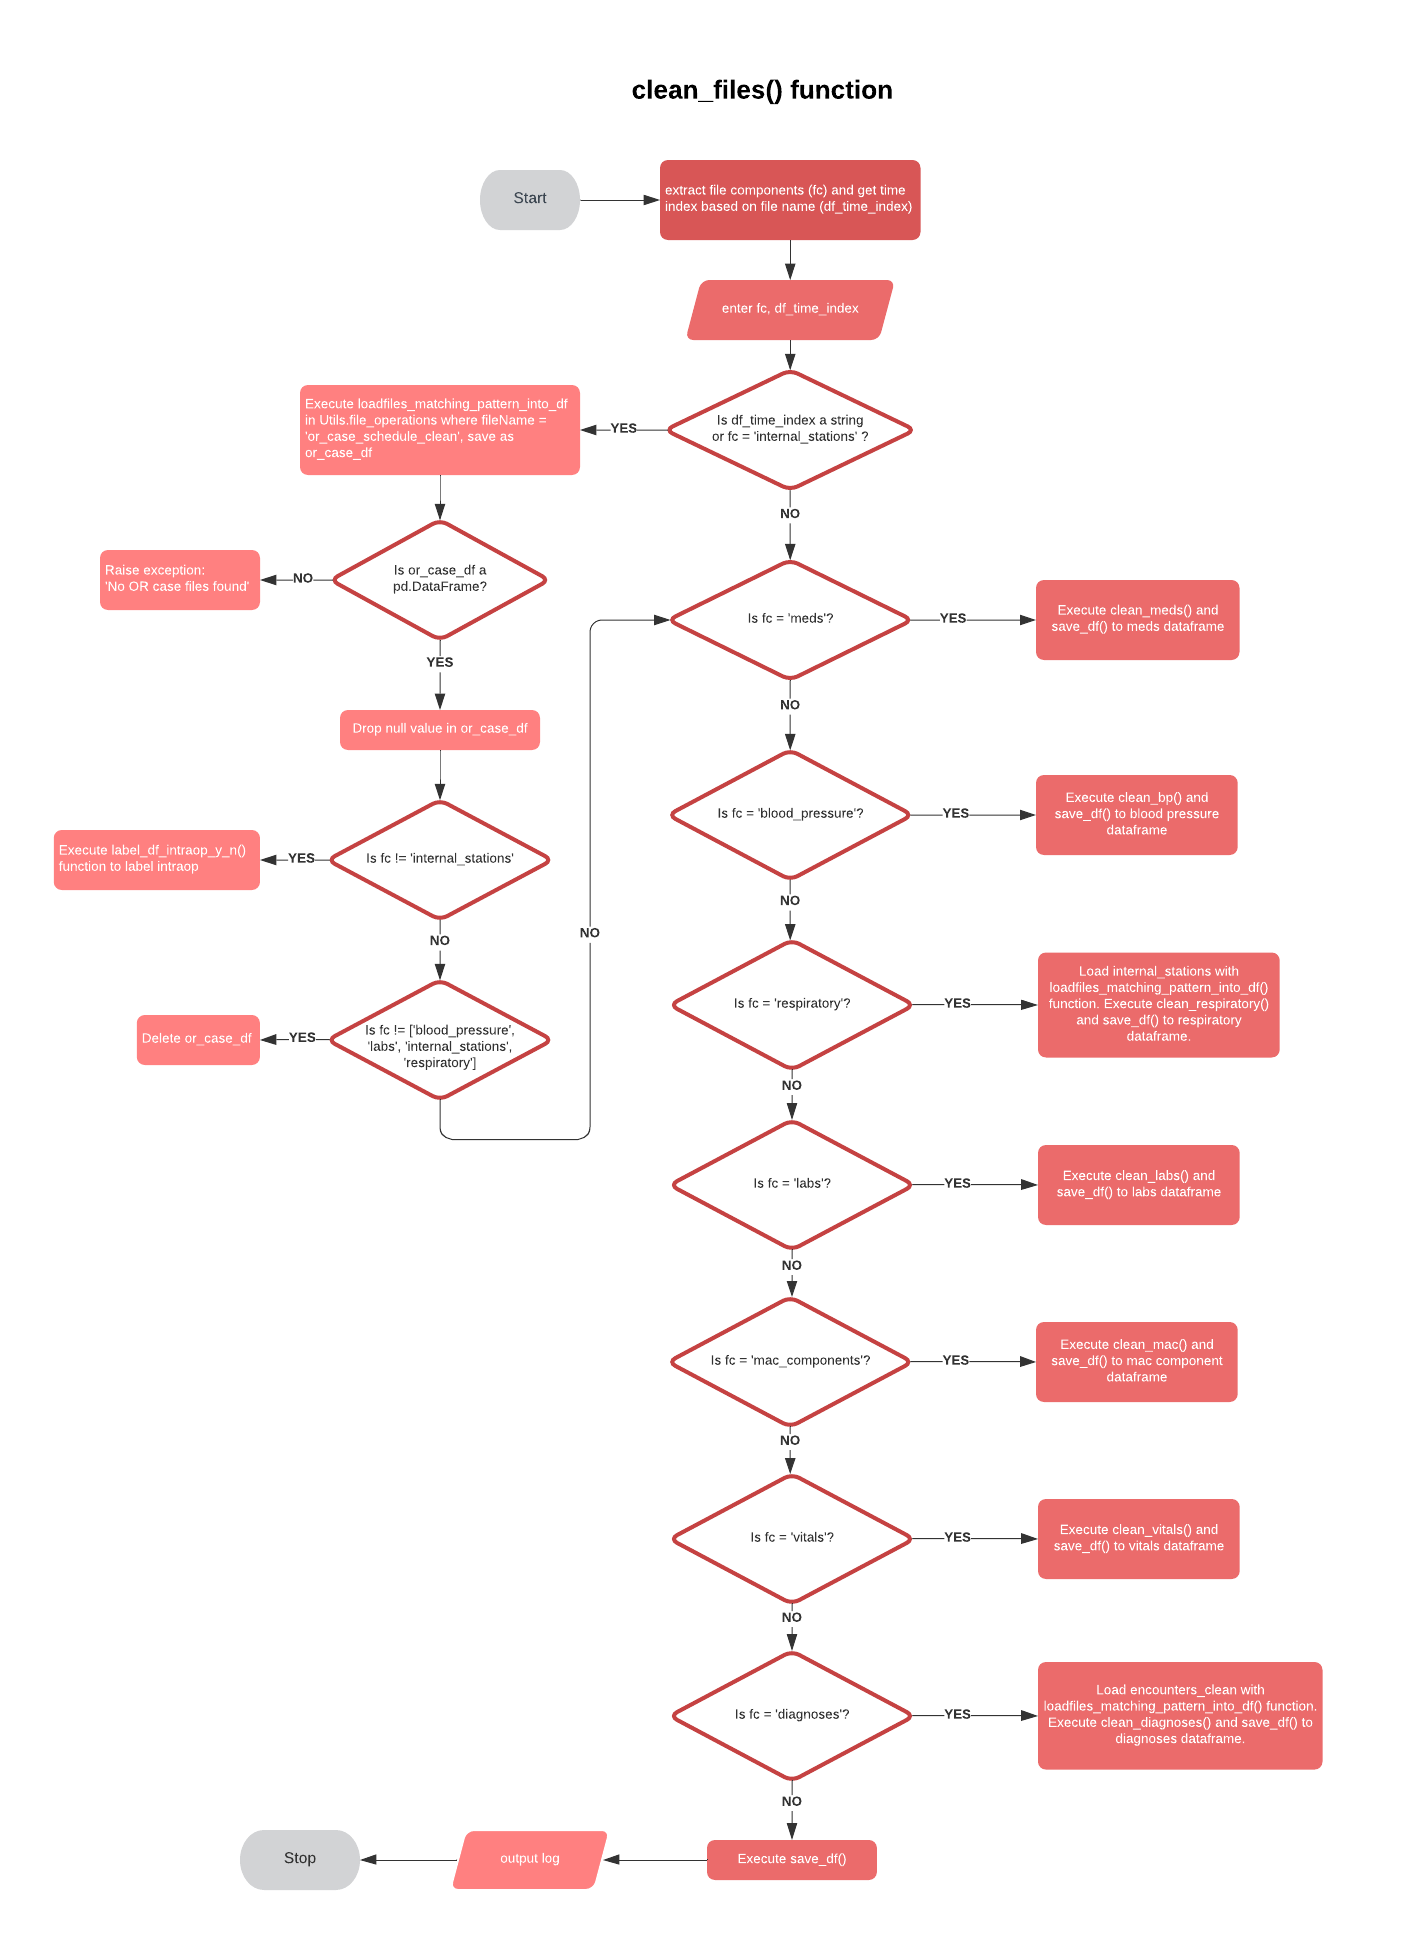 clean_files() function
Start
extract file components (fc) and get time
index based on file name (df_time_index)
enter fc, df_time_index
Is df_time_index a string
or fc = 'internal_stations' ?
YES
Execute loadfiles_matching_pattern_into_df
in Utils.file_operations where fileName =
'or_case_schedule_clean', save as
or_case_df
NO
Is or_case_df a
pd.DataFrame?
NO
Raise exception:
'No OR case files found'
YES
Drop null value in or_case_df
Is fc != 'internal_stations'
YES
Execute label_df_intraop_y_n()
function to label intraop
NO
Is fc != ['blood_pressure',
'labs', 'internal_stations',
'respiratory']
YES
Delete or_case_df
NO
Is fc = 'meds'?
YES
Execute clean_meds() and
save_df() to meds dataframe
NO
Is fc = 'blood_pressure'?
YES
Execute clean_bp() and
save_df() to blood pressure
dataframe
NO
Is fc = 'respiratory'?
YES
Load internal_stations with
loadfiles_matching_pattern_into_df()
function. Execute clean_respiratory()
and save_df() to respiratory
dataframe.
NO
Is fc = 'labs'?
YES
Execute clean_labs() and
save_df() to labs dataframe
NO
Is fc = 'mac_components'?
YES
Execute clean_mac() and
save_df() to mac component
dataframe
NO
Is fc = 'vitals'?
YES
Execute clean_vitals() and
save_df() to vitals dataframe
NO
Is fc = 'diagnoses'?
YES
Load encounters_clean with
loadfiles_matching_pattern_into_df() function.
Execute clean_diagnoses() and save_df() to
diagnoses dataframe.
NO
Execute save_df()
output log
Stop